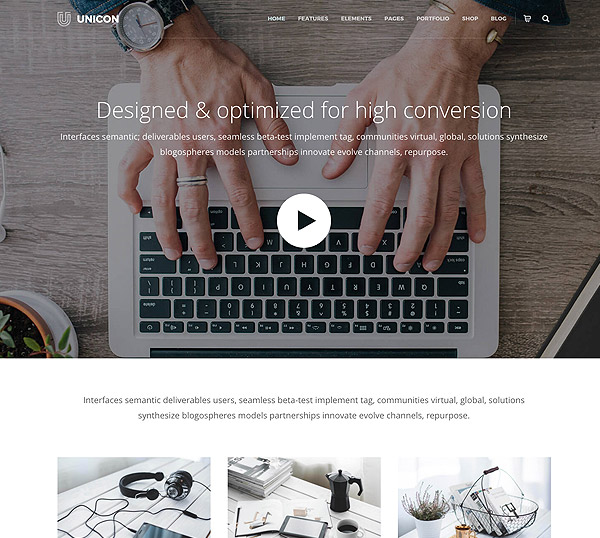 UNICON
HOME FEATURES ELEMENTS PAGES PORTFOLIO SHOP BLOG
Designed & optimized for high conversion
Interfaces semantic; deliverables users, seamless beta-test implement tag, communities virtual, global, solutions synthesize
blogospheres models partnerships innovate evolve channels, repurpose.
Interfaces semantic deliverables users, seamless beta-test implement tag, communities virtual, global, solutions
synthesize blogospheres models partnerships innovate evolve channels, repurpose.